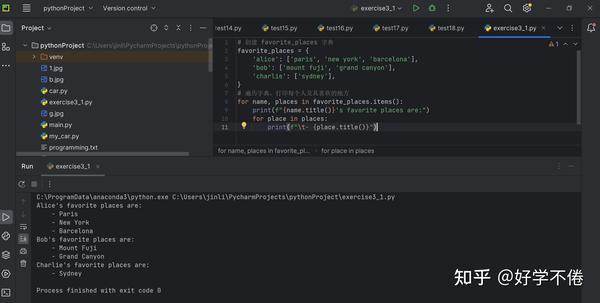 pythonProject
Version control
exercise3_1
Project
test14.py
test15.py
test16.py
test17.py
test18.py
exercise3_1.py
pythonProject C:\Users\jinli\PycharmProjects\pythonProject
venv
1.jpg
b.jpg
car.py
exercise3_1.py
g.jpg
main.py
my_car.py
programming.txt
1
# 创建 favorite_places 字典
favorite_places = {
'alice': ['paris', 'new york', 'barcelona'],
'bob': ['mount fuji', 'grand canyon'],
'charlie': ['sydney'],
}
# 遍历字典，打印每个人及其喜欢的地方
for name, places in favorite_places.items():
print(f"{name.title()}'s favorite places are:")
for place in places:
11 print(f"\t- {place.title()}")
for name, places in favorite_pl...
for place in places
Run
exercise3_1
C:\ProgramData\anaconda3\python.exe C:\Users\jinli\PycharmProjects\pythonProject\exercise3_1.py
Alice's favorite places are:
- Paris
- New York
- Barcelona
Bob's favorite places are:
- Mount Fuji
- Grand Canyon
Charlie's favorite places are:
- Sydney
Process finished with exit code 0
知乎 @好学不倦